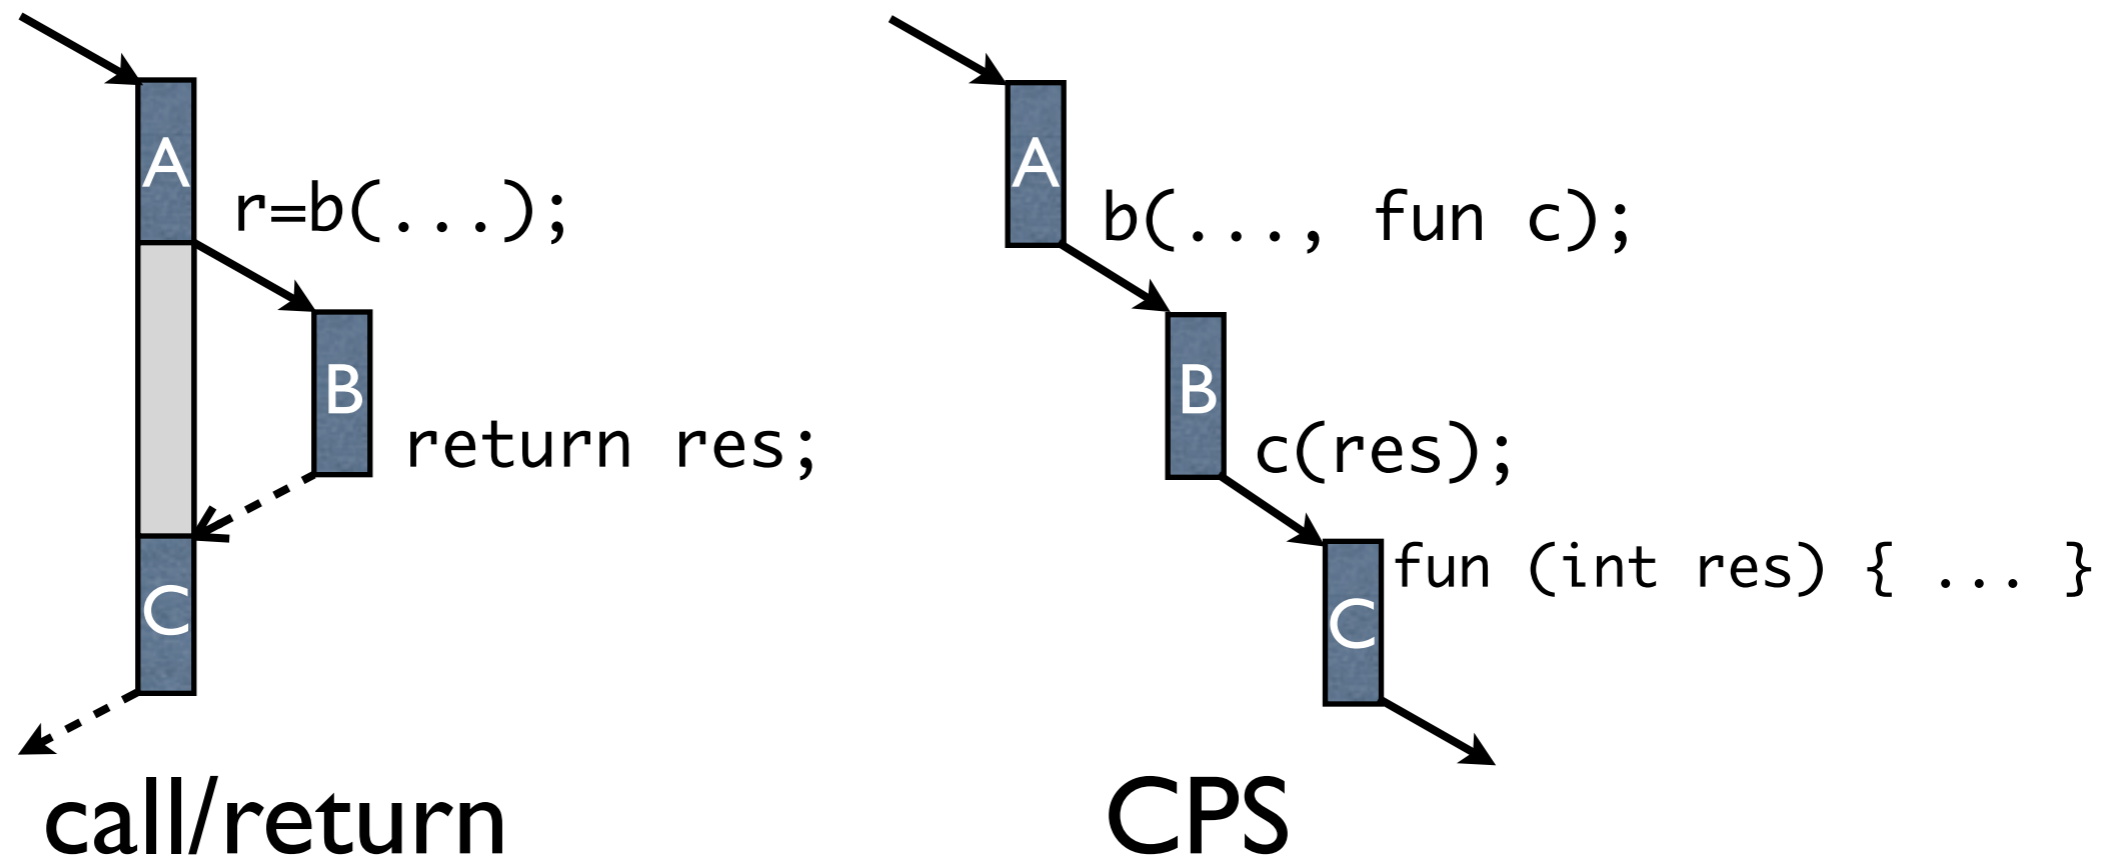 A
r=b(...);
B
return res;
C
call/return
A
b(..., fun c);
B
c(res);
C
fun (int res) { ... }
CPS